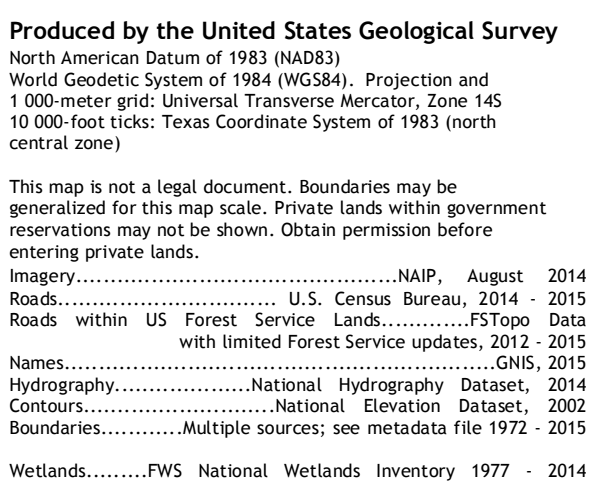 Produced by the United States Geological Survey
North American Datum of 1983 (NAD83)
World Geodetic System of 1984 (WGS84).  Projection and
1 000-meter grid: Universal Transverse Mercator, Zone 14S
10 000-foot ticks: Texas Coordinate System of 1983 (north
central zone)
This map is not a legal document. Boundaries may be
generalized for this map scale. Private lands within government
reservations may not be shown. Obtain permission before
entering private lands.
Imagery.............................................NAIP, August 2014
Roads.............................. U.S. Census Bureau, 2014 - 2015
Roads within US Forest Service Lands............FSTopo Data
with limited Forest Service updates, 2012 - 2015
Names............................................................GNIS, 2015
Hydrography...................National Hydrography Dataset, 2014
Contours...........................National Elevation Dataset, 2002
Boundaries............Multiple sources; see metadata file 1972 - 2015
Wetlands.........FWS National Wetlands Inventory 1977 - 2014